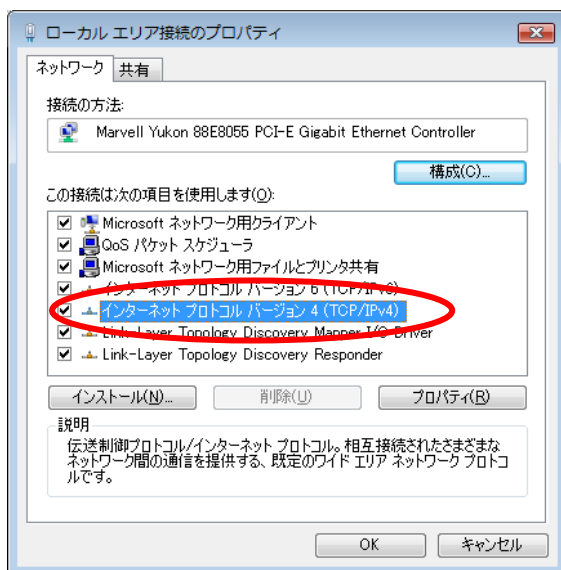 ローカル エリア接続のプロパティ
ネットワーク 共有
接続の方法:
Marvell Yukon 88E8055 PCI-E Gigabit Ethernet Controller
構成(C)...
この接続は次の項目を使用します(O):
Microsoft ネットワーク用クライアント
QoS パケット スケジューラ
Microsoft ネットワーク用ファイルとプリンタ共有
インターネット プロトコル バージョン 6 (TCP/IPv6)
インターネット プロトコル バージョン 4 (TCP/IPv4)
Link-Layer Topology Discovery Mapper I/O Driver
Link-Layer Topology Discovery Responder
インストール(N)... 削除(U) プロパティ(R)
説明
伝送制御プロトコル/インターネット プロトコル。相互接続されたさまざまな
ネットワーク間の通信を提供する、既定のワイド エリア ネットワーク プロトコ
ルです。
OK キャンセル